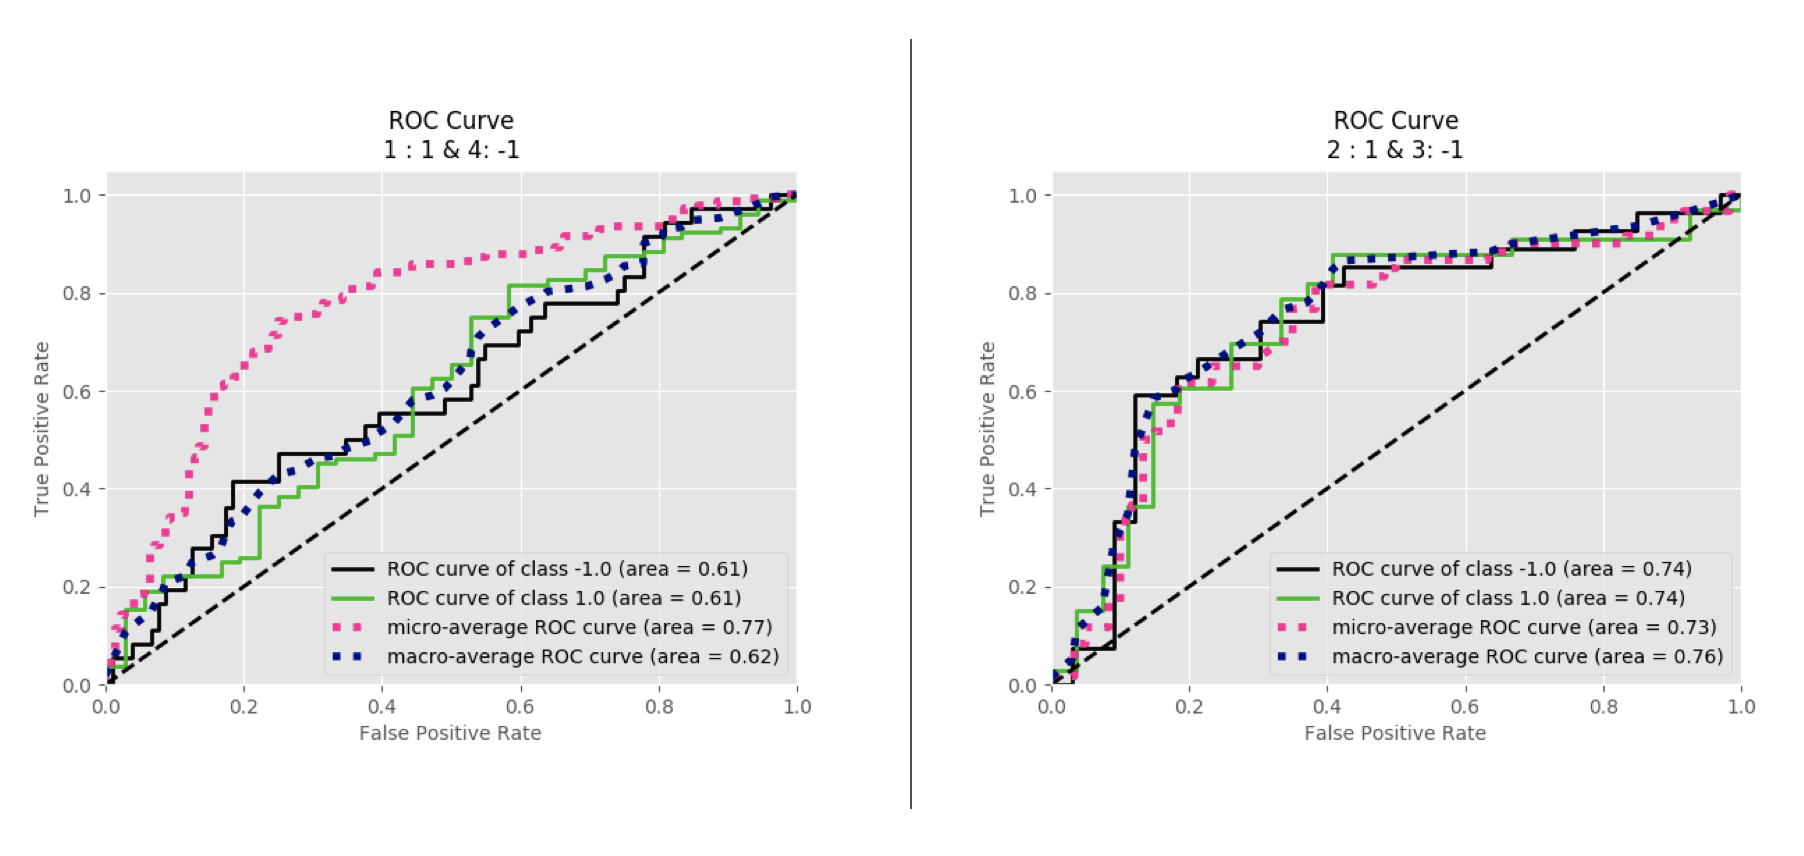 ROC Curve
1 : 1 & 4: -1
True Positive Rate
1.0
0.8
0.6
0.4
0.2
0.0
0.0 0.2 0.4 0.6 0.8 1.0
False Positive Rate
ROC curve of class -1.0 (area = 0.61)
ROC curve of class 1.0 (area = 0.61)
micro-average ROC curve (area = 0.77)
macro-average ROC curve (area = 0.62)
ROC Curve
2 : 1 & 3: -1
True Positive Rate
1.0
0.8
0.6
0.4
0.2
0.0
0.0 0.2 0.4 0.6 0.8 1.0
False Positive Rate
ROC curve of class -1.0 (area = 0.74)
ROC curve of class 1.0 (area = 0.74)
micro-average ROC curve (area = 0.73)
macro-average ROC curve (area = 0.76)